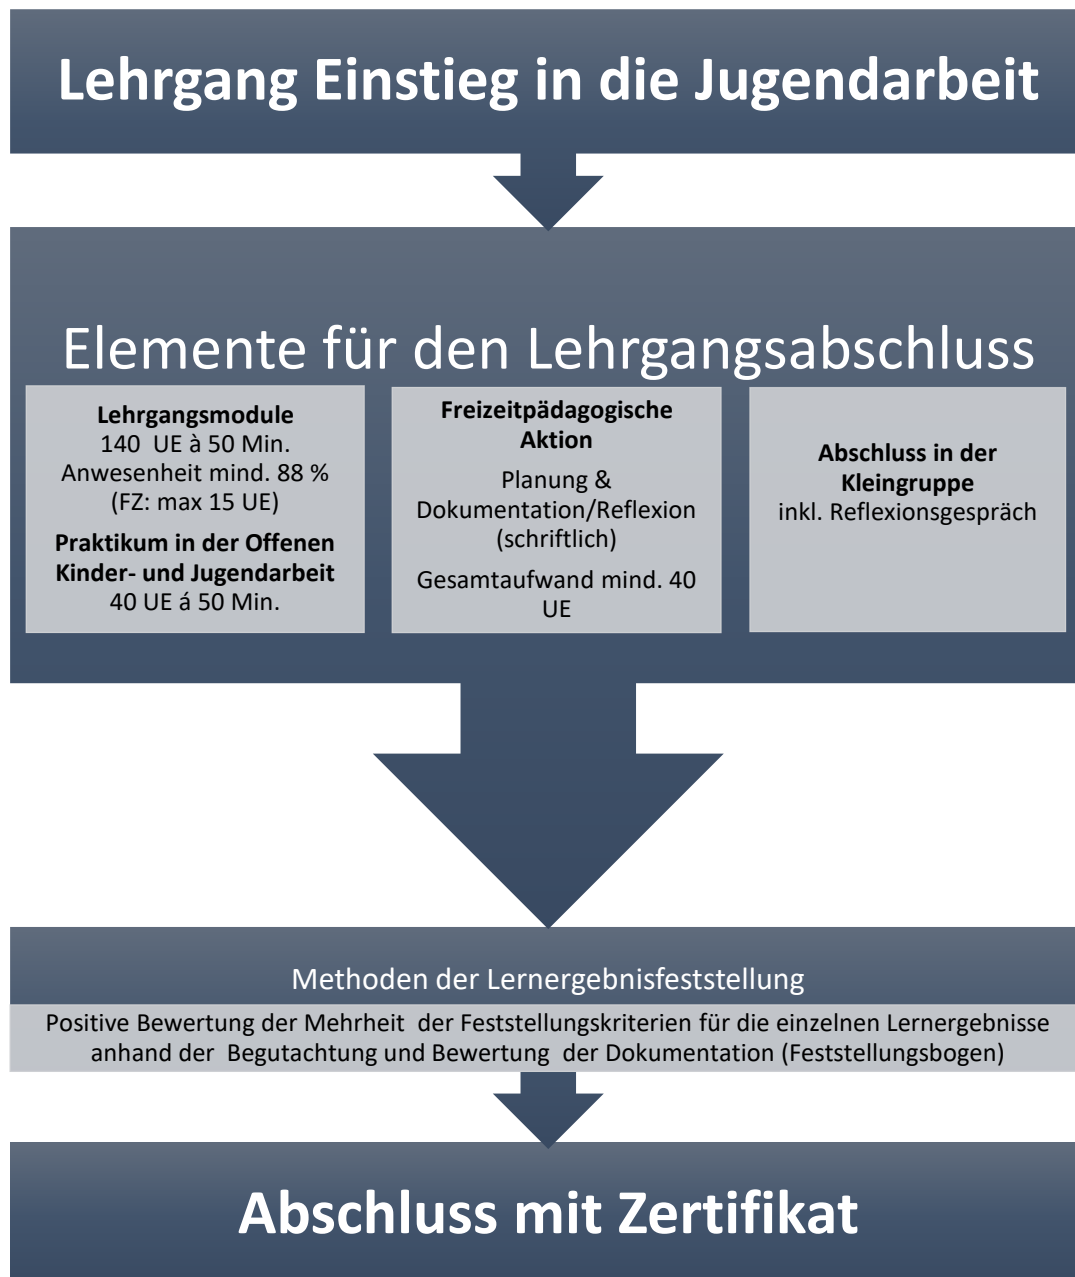 Lehrgang Einstieg in die Jugendarbeit
Elemente für den Lehrgangsabschluss
Lehrgangsmodule
140 UE à 50 Min.
Anwesenheit mind. 88 %
(FZ: max 15 UE)
Praktikum in der Offenen
Kinder- und Jugendarbeit
40 UE á 50 Min.
Freizeitpädagogische
Aktion
Planung &
Dokumentation/Reflexion
(schriftlich)
Gesamtaufwand mind. 40
UE
Abschluss in der
Kleingruppe
inkl. Reflexionsgespräch
Methoden der Lernergebnisfeststellung
Positive Bewertung der Mehrheit der Feststellungskriterien für die einzelnen Lernergebnisse
anhand der Begutachtung und Bewertung der Dokumentation (Feststellungsbogen)
Abschluss mit Zertifikat